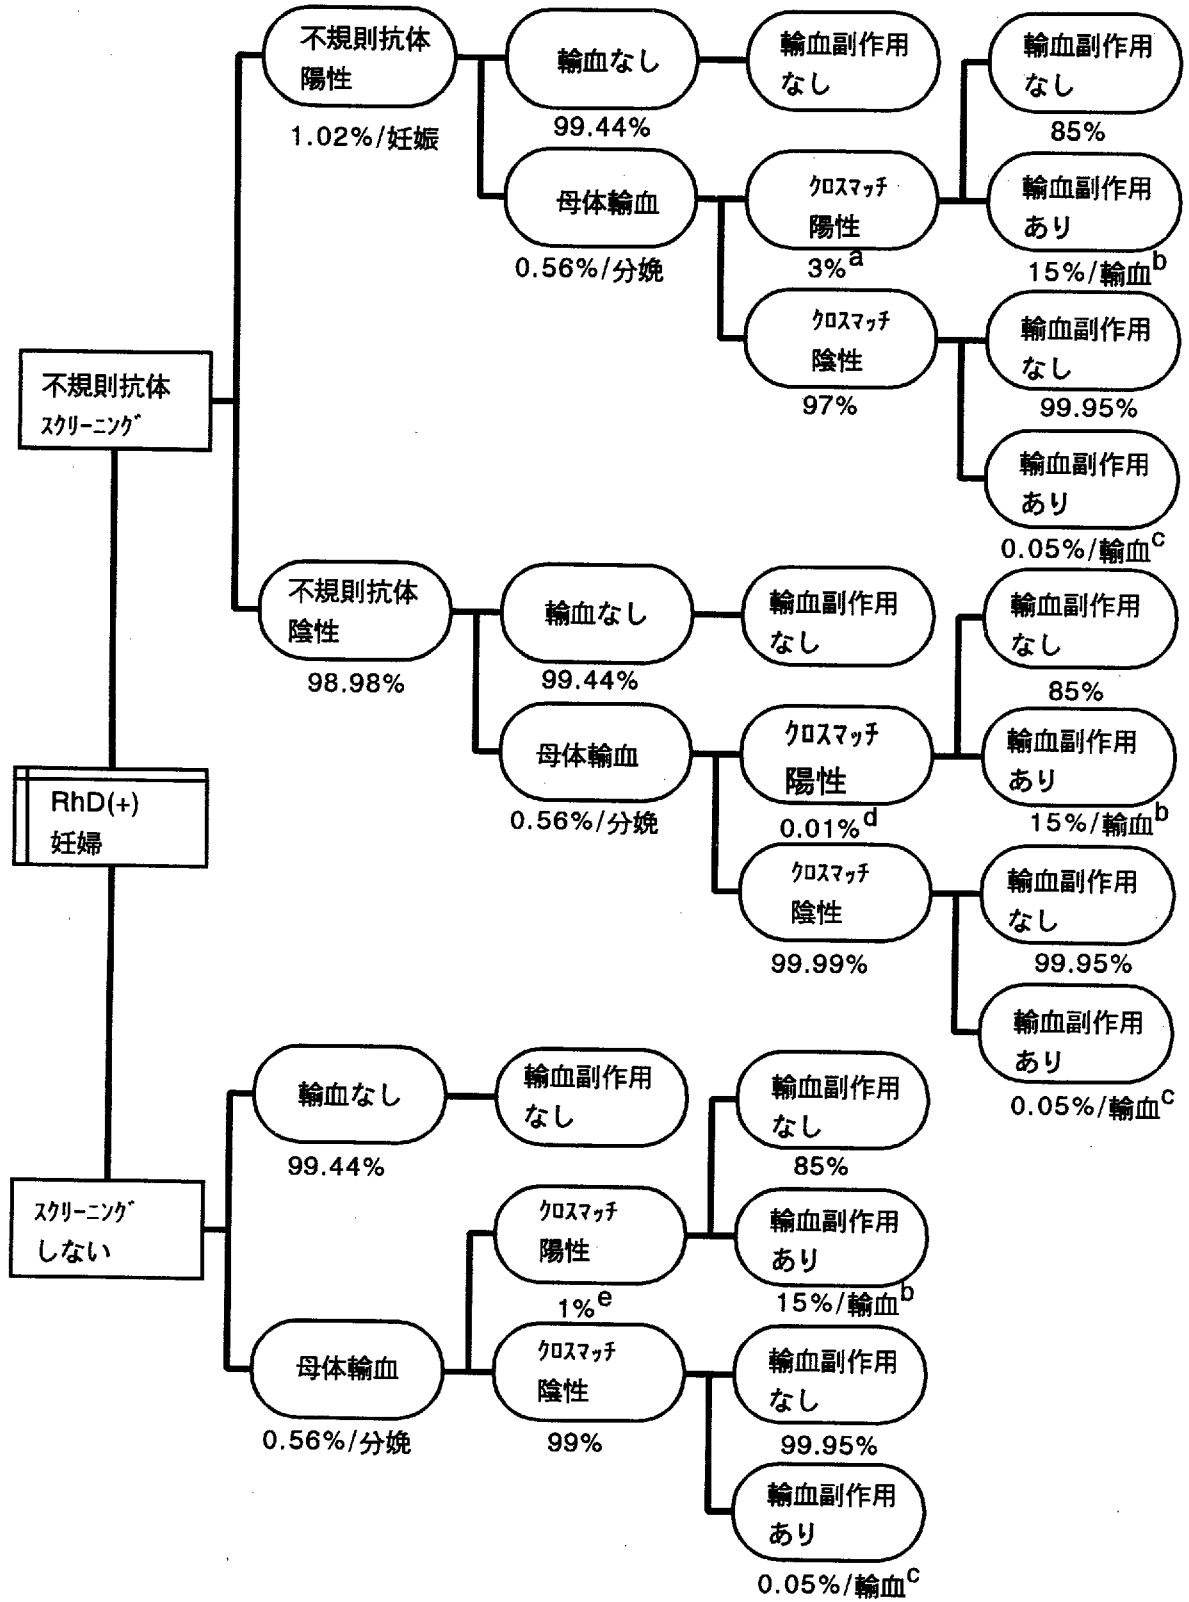 不規則抗体
陽性
1.02%/妊娠
輸血なし
99.44%
輸血副作用
なし
母体輸血
0.56%/分娩
クロスマッチ
陽性
3%a
輸血副作用
なし
85%
輸血副作用
あり
15%/輸血b
クロスマッチ
陰性
97%
輸血副作用
なし
99.95%
輸血副作用
あり
0.05%/輸血c
不規則抗体
スクリーニング
不規則抗体
陰性
98.98%
輸血なし
99.44%
輸血副作用
なし
母体輸血
0.56%/分娩
クロスマッチ
陽性
0.01%d
輸血副作用
なし
85%
輸血副作用
あり
15%/輸血b
クロスマッチ
陰性
99.99%
輸血副作用
なし
99.95%
輸血副作用
あり
0.05%/輸血c
RhD(+)
妊婦
スクリーニング
しない
輸血なし
99.44%
輸血副作用
なし
母体輸血
0.56%/分娩
クロスマッチ
陽性
1%e
輸血副作用
なし
85%
輸血副作用
あり
15%/輸血b
クロスマッチ
陰性
99%
輸血副作用
なし
99.95%
輸血副作用
あり
0.05%/輸血c